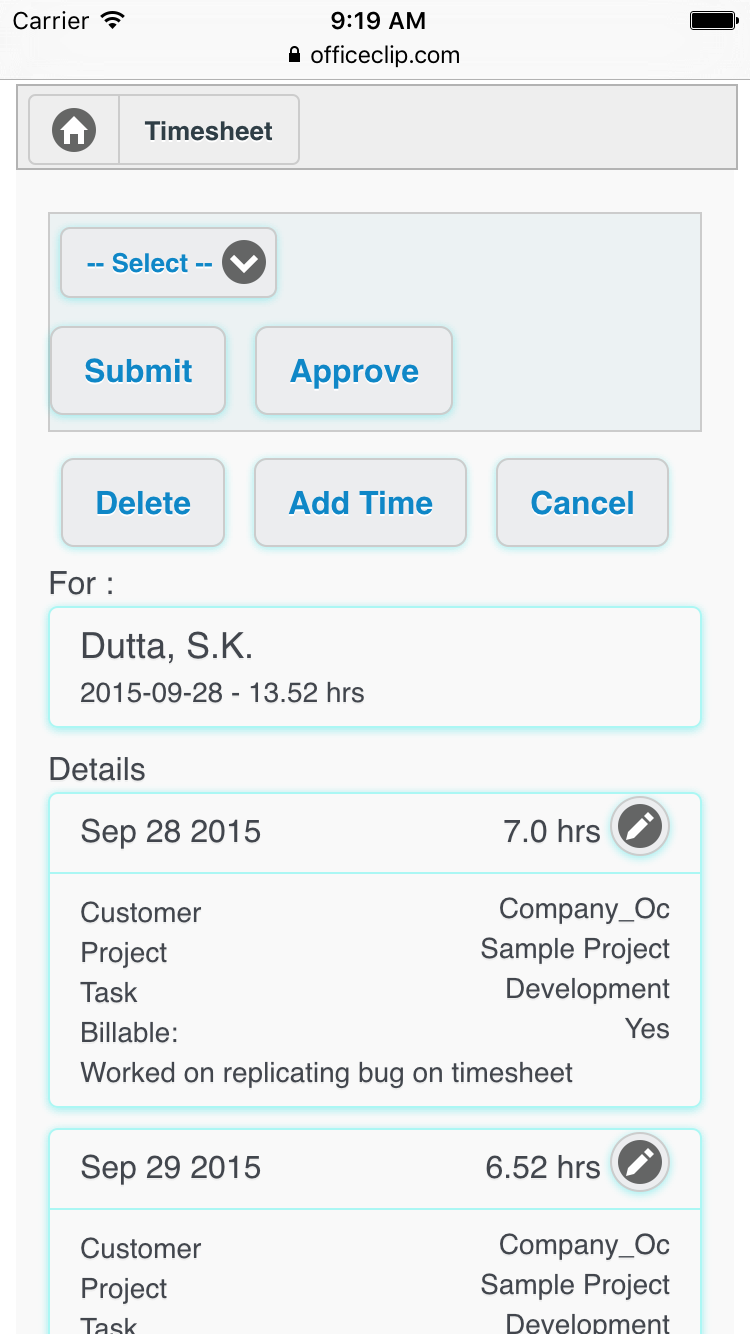 Carrier 9:19 AM
officeclip.com
Timesheet
-- Select --
Submit Approve
Delete Add Time Cancel
For :
Dutta, S.K.
2015-09-28 - 13.52 hrs
Details
Sep 28 2015 7.0 hrs
Customer Company_Oc
Project Sample Project
Task Development
Billable: Yes
Worked on replicating bug on timesheet
Sep 29 2015 6.52 hrs
Customer Company_Oc
Project Sample Project
Task Development